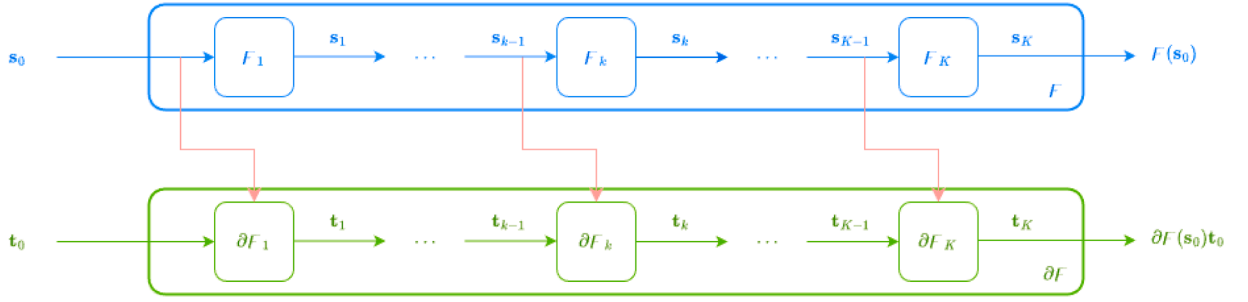 s₁ s_{k−1} s_k s_{K−1} s_K
s₀ F₁ ⋯ F_k ⋯ F_K F(s₀)
F
t₁ t_{k−1} t_k t_{K−1} t_K
t₀ ∂F₁ ⋯ ∂F_k ⋯ ∂F_K ∂F(s₀)t₀
∂F